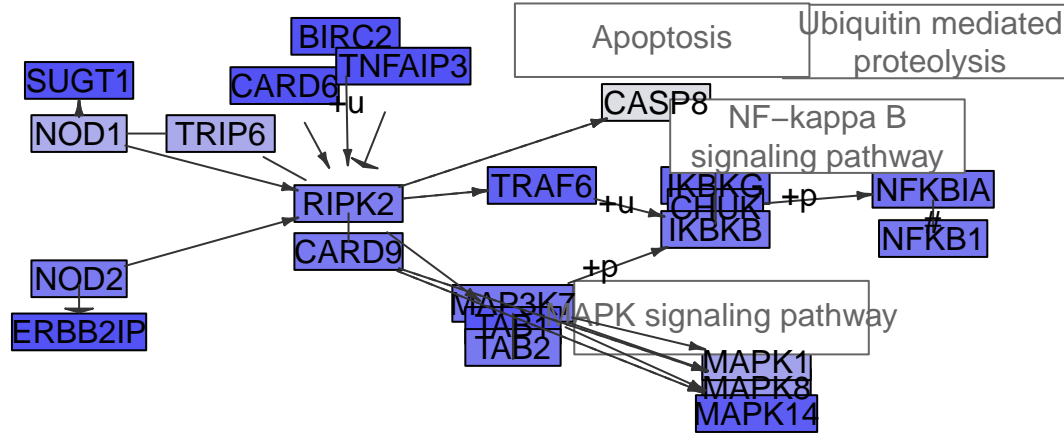 BIRC2
Apoptosis
Ubiquitin mediated
proteolysis
TNFAIP3
SUGT1
CARD6
+u
CASP8
NOD1
TRIP6
NF−kappa B
signaling pathway
RIPK2
TRAF6
+u
IKBKG
CHUK
IKBKB
+p
NFKBIA
#
NFKB1
CARD9
NOD2
+p
MAP3K7
TAB1
TAB2
MAPK signaling pathway
ERBB2IP
MAPK1
MAPK8
MAPK14